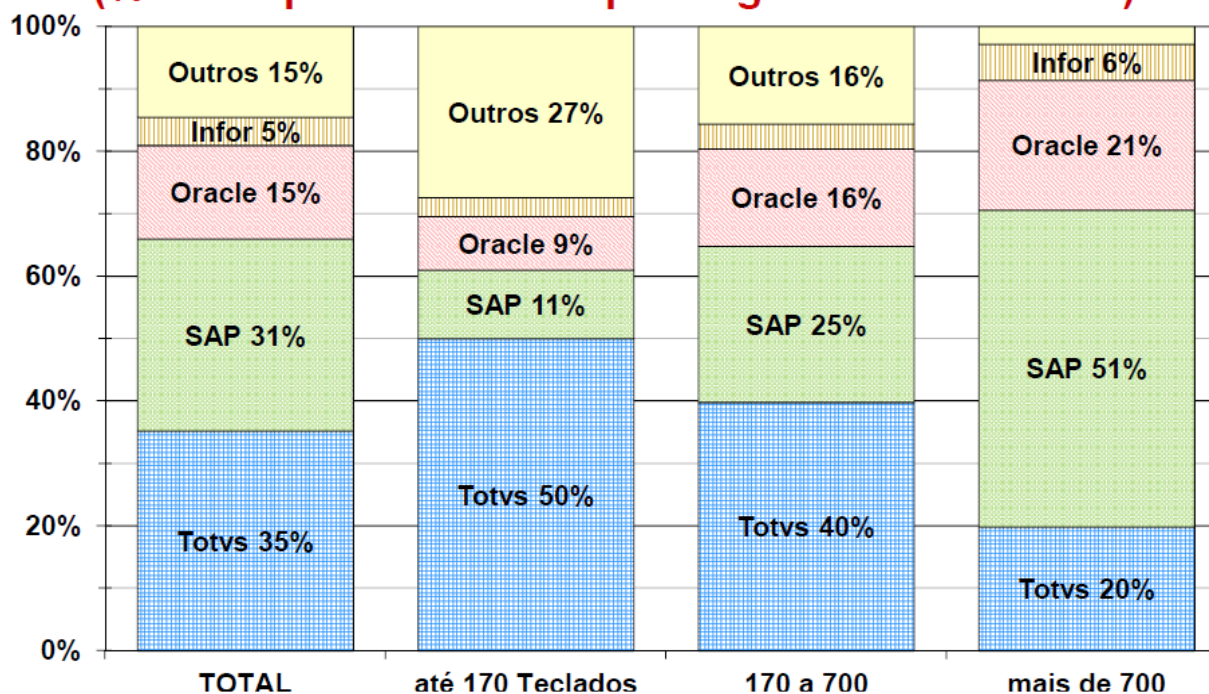 100%
80%
60%
40%
20%
0%
Outros 15%
Infor 5%
Oracle 15%
SAP 31%
Totvs 35%
Outros 27%
Oracle 9%
SAP 11%
Totvs 50%
Outros 16%
Oracle 16%
SAP 25%
Totvs 40%
Infor 6%
Oracle 21%
SAP 51%
Totvs 20%
TOTAL
até 170 Teclados
170 a 700
mais de 700